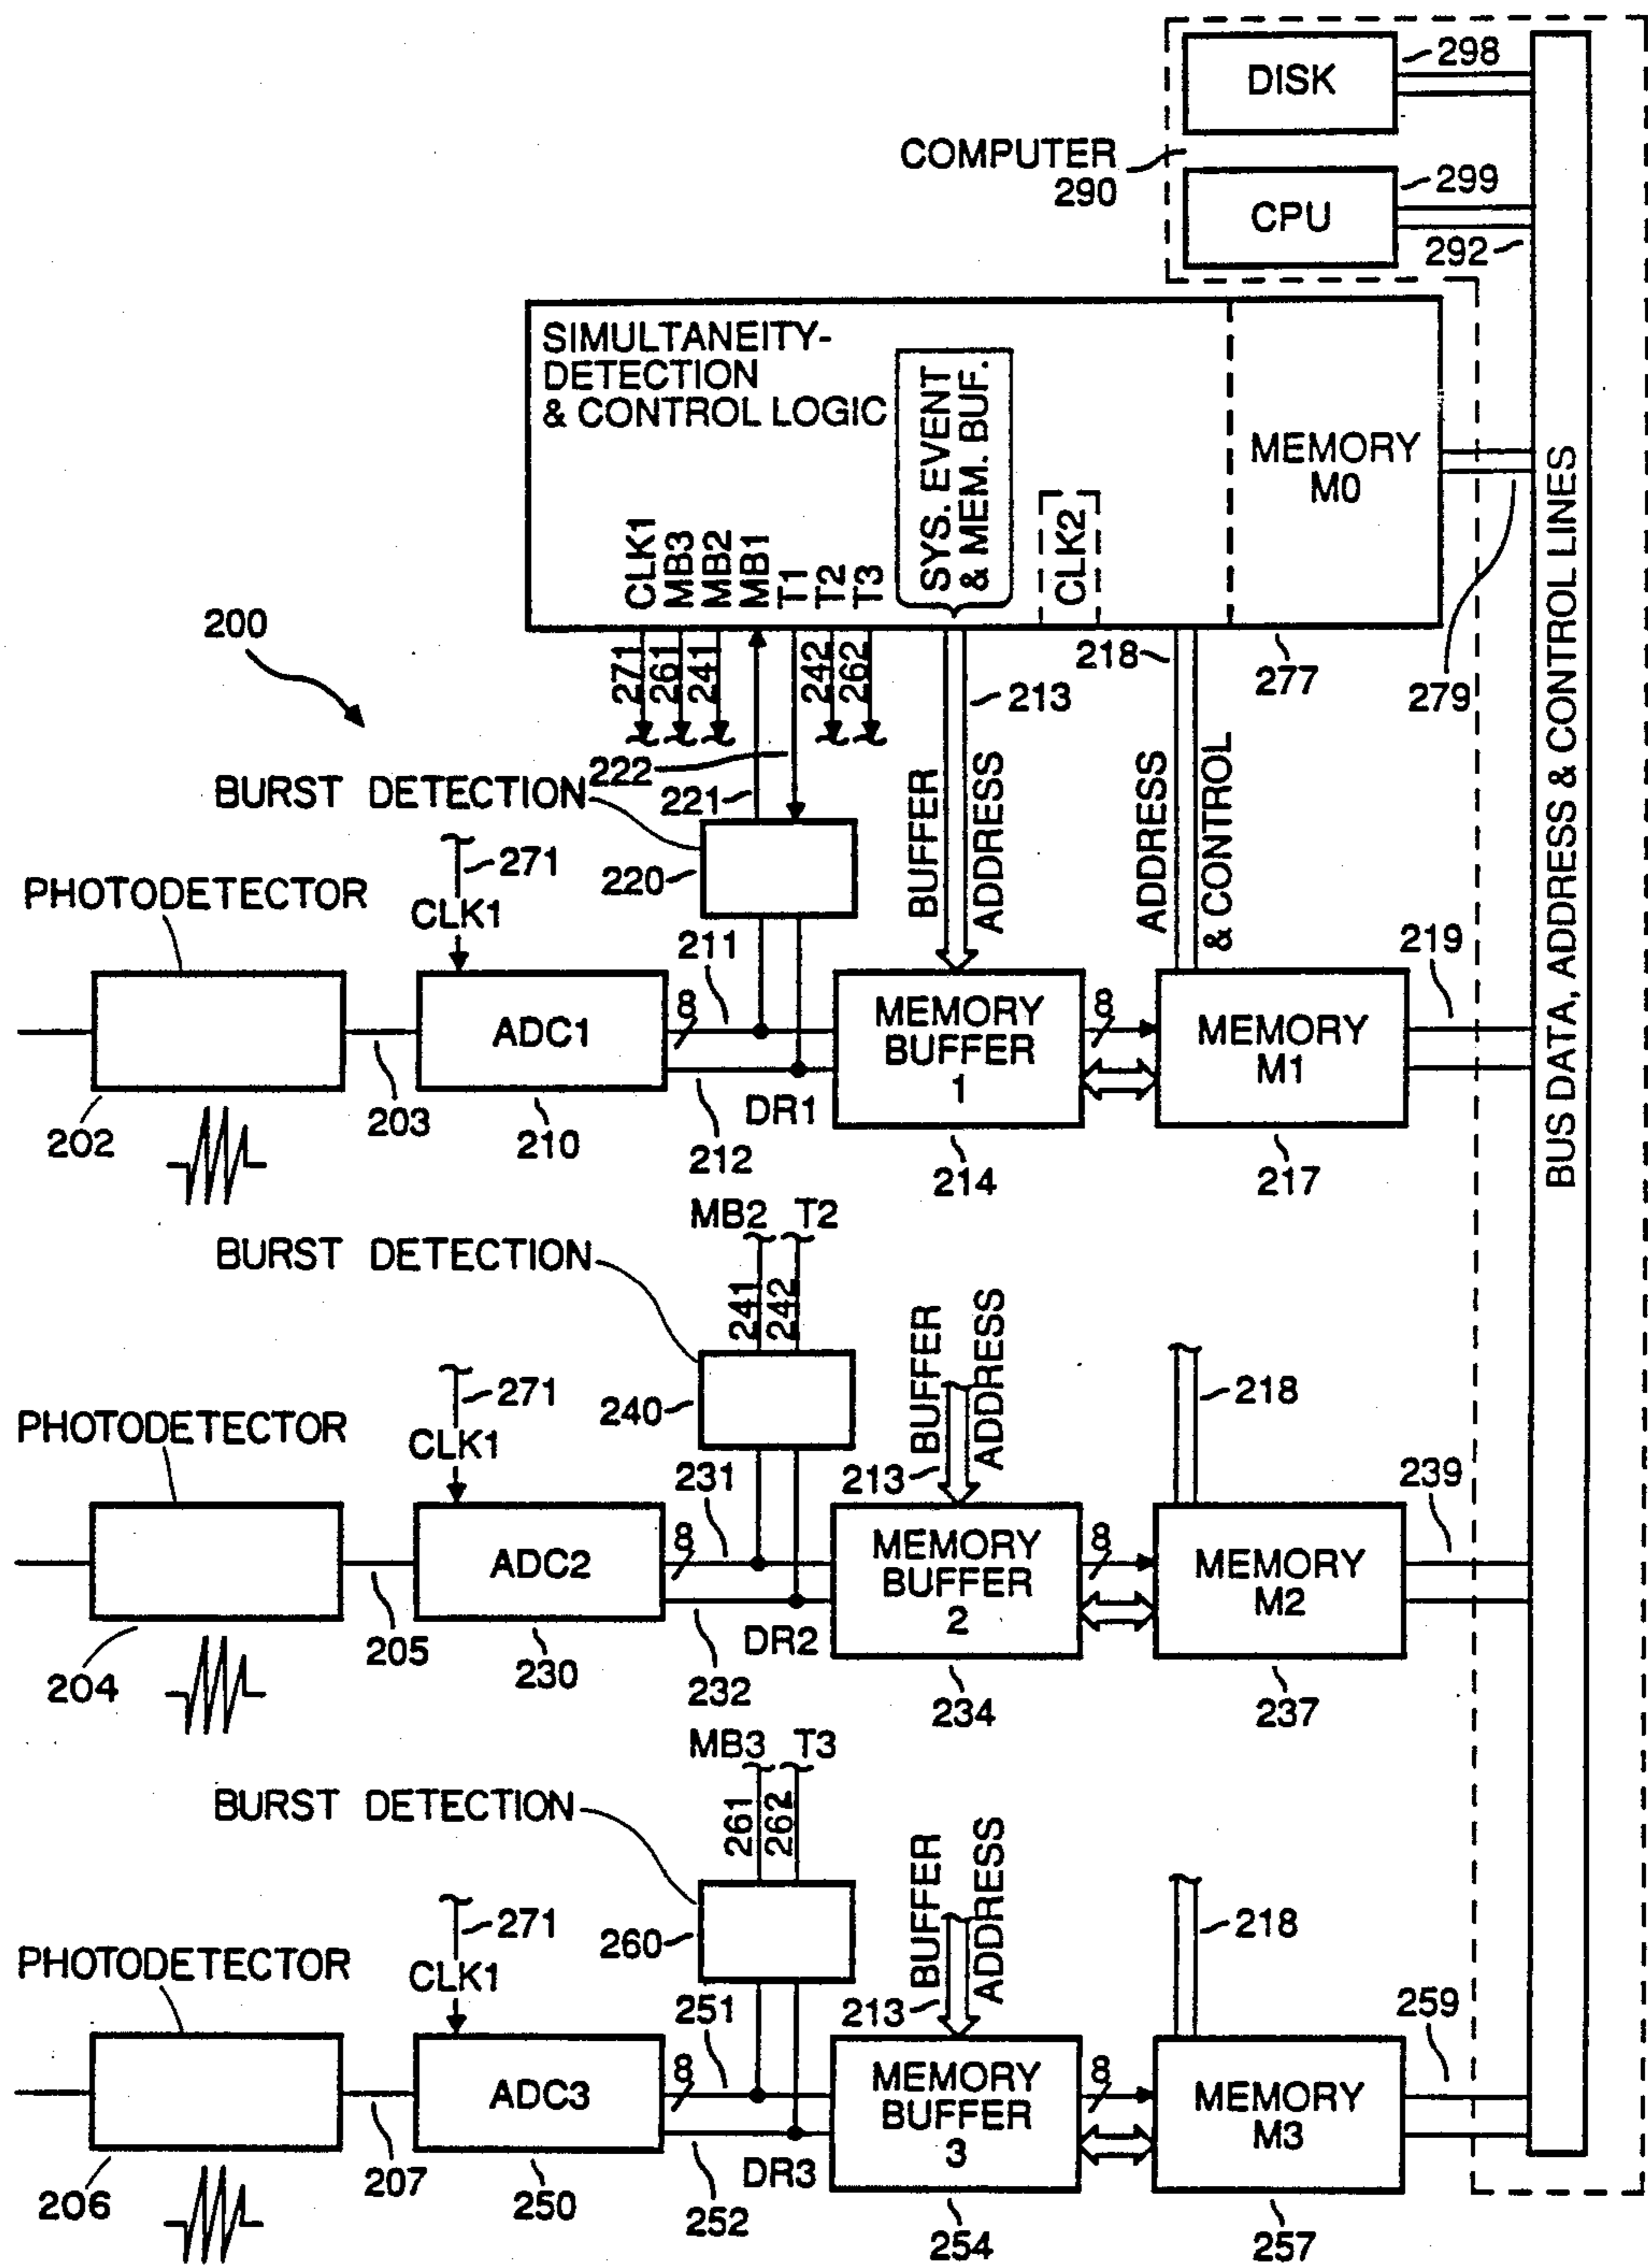 298
DISK
COMPUTER
290
299
CPU
292
SIMULTANEITY-
DETECTION
& CONTROL LOGIC
SYS. EVENT
& MEM. BUF.
MEMORY
M0
CLK1
MB3
MB2
MB1
T1
T2
T3
CLK2
BUS DATA, ADDRESS & CONTROL LINES
200
271
261
241
242
262
213
218
277
279
222
221
BURST DETECTION
220
BUFFER
ADDRESS
ADDRESS
& CONTROL
PHOTODETECTOR
271
CLK1
211
219
ADC1
8
MEMORY
BUFFER
1
8
MEMORY
M1
202
203
210
212
DR1
214
217
MB2 T2
BURST DETECTION
241
242
240
BUFFER
ADDRESS
213
218
PHOTODETECTOR
271
CLK1
231
239
ADC2
8
MEMORY
BUFFER
2
8
MEMORY
M2
204
205
230
232
DR2
234
237
MB3 T3
BURST DETECTION
261
262
260
BUFFER
ADDRESS
213
218
PHOTODETECTOR
271
CLK1
251
259
ADC3
8
MEMORY
BUFFER
3
8
MEMORY
M3
206
207
250
252
DR3
254
257